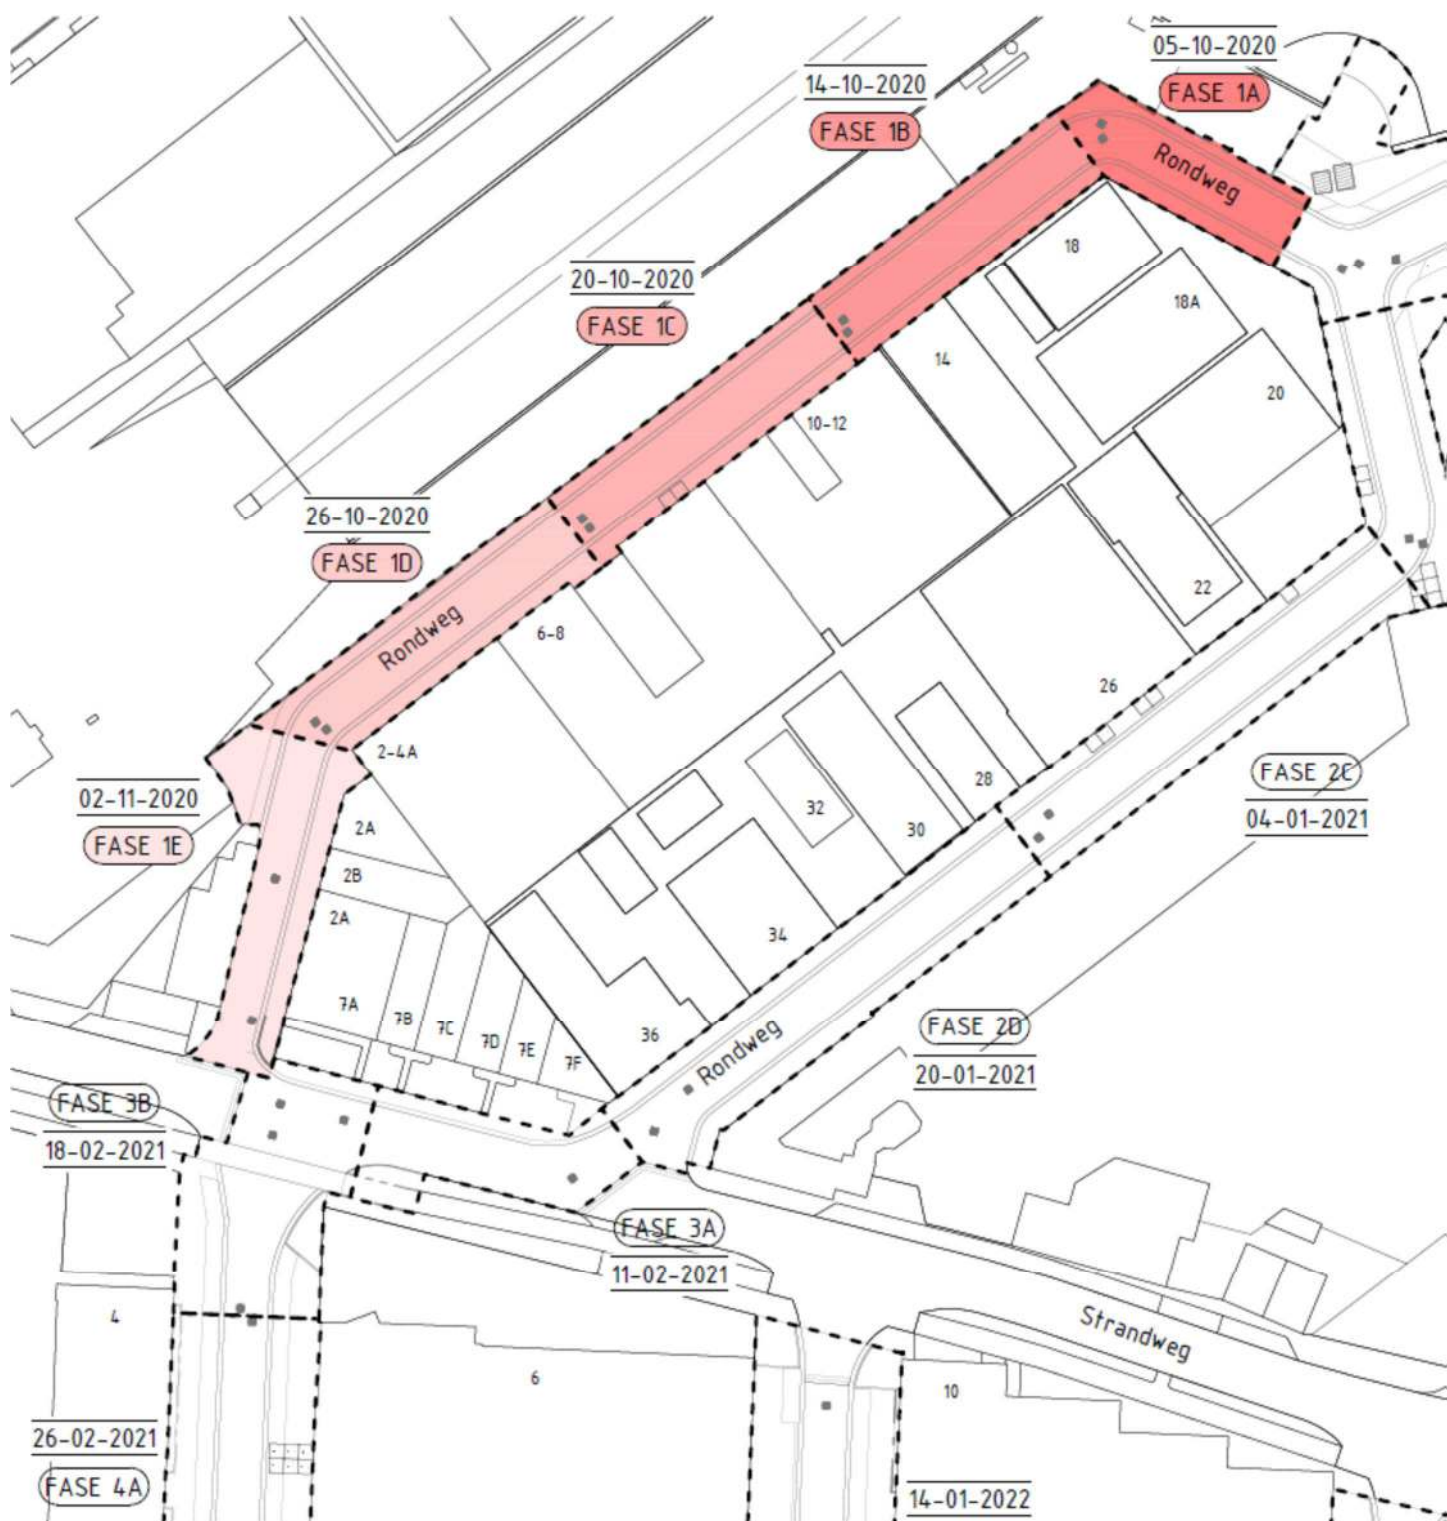 05-10-2020
FASE 1A
14-10-2020
FASE 1B
Rondweg
18
20-10-2020
FASE 1C
18A
14
20
10-12
26-10-2020
FASE 1D
22
Rondweg
6-8
26
2-4A
FASE 2C
04-01-2021
28
02-11-2020
FASE 1E
32
30
2A
2B
2A
34
7A
7B
7C
7D
7E
7F
36
Rondweg
FASE 2D
20-01-2021
FASE 3B
18-02-2021
FASE 3A
11-02-2021
4
Strandweg
6
10
26-02-2021
FASE 4A
14-01-2022